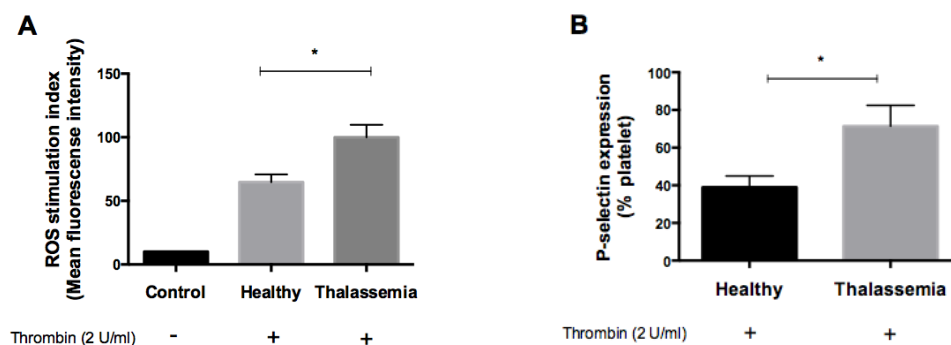 A
ROS stimulation index
(Mean fluorescense intensity)
150
100
50
0
*
Control Healthy Thalassemia
Thrombin (2 U/ml) - + +
B
P-selectin expression
(% platelet)
100
80
60
40
20
0
*
Healthy Thalassemia
Thrombin (2 U/ml) + +